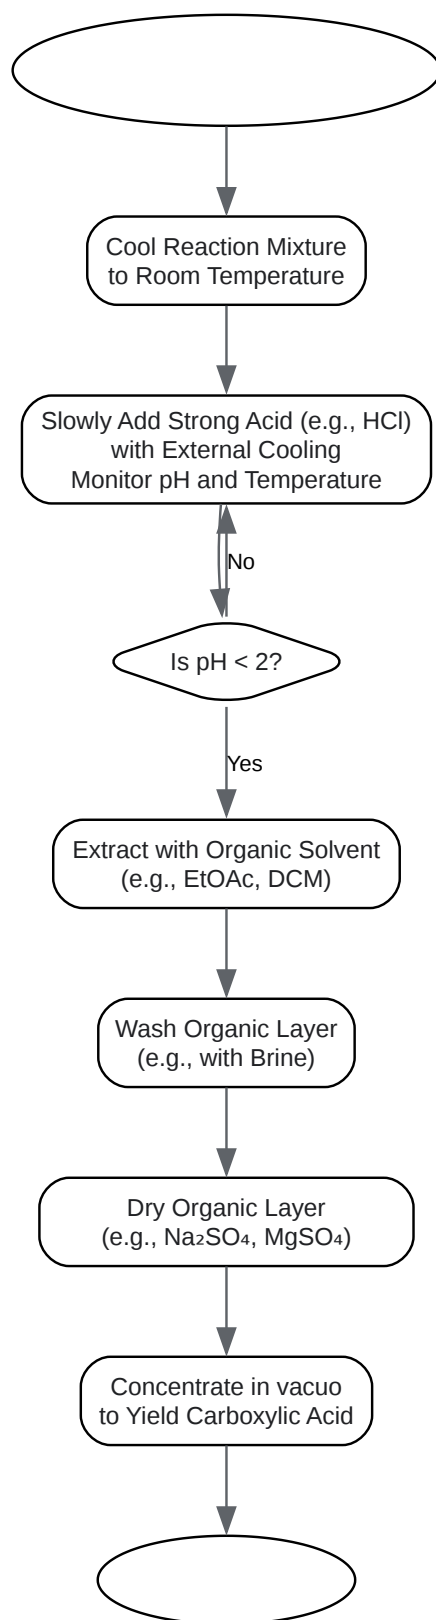 Cool Reaction Mixture
to Room Temperature
Slowly Add Strong Acid (e.g., HCl)
with External Cooling
Monitor pH and Temperature
No
Is pH < 2?
Yes
Extract with Organic Solvent
(e.g., EtOAc, DCM)
Wash Organic Layer
(e.g., with Brine)
Dry Organic Layer
(e.g., Na₂SO₄, MgSO₄)
Concentrate in vacuo
to Yield Carboxylic Acid